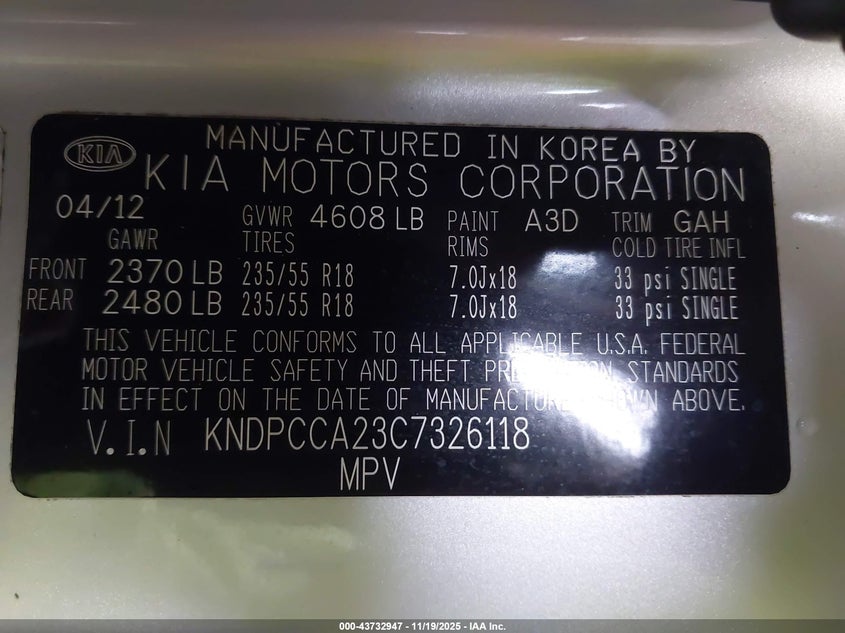 KIA
MANUFACTURED IN KOREA BY
KIA MOTORS CORPORATION
04/12 GVWR 4608 LB PAINT A3D TRIM GAH
GAWR TIRES RIMS COLD TIRE INFL
FRONT 2370 LB 235/55 R18 7.0Jx18 33 psi SINGLE
REAR 2480 LB 235/55 R18 7.0Jx18 33 psi SINGLE
THIS VEHICLE CONFORMS TO ALL APPLICABLE U.S.A. FEDERAL
MOTOR VEHICLE SAFETY AND THEFT PREVENTION STANDARDS
IN EFFECT ON THE DATE OF MANUFACTURE SHOWN ABOVE.
V.I.N KNDPCCA23C7326118
MPV
000-43732947 - 11/19/2025 - IAA Inc.